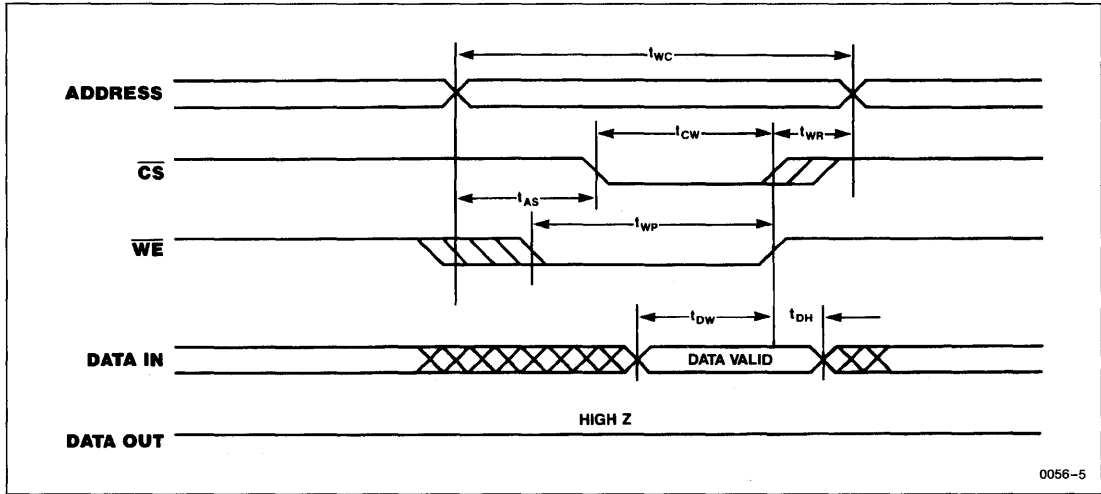 tWC
ADDRESS
tCW
tWR
CS
tAS
tWP
WE
tDW
tDH
DATA IN
DATA VALID
HIGH Z
DATA OUT
0056-5